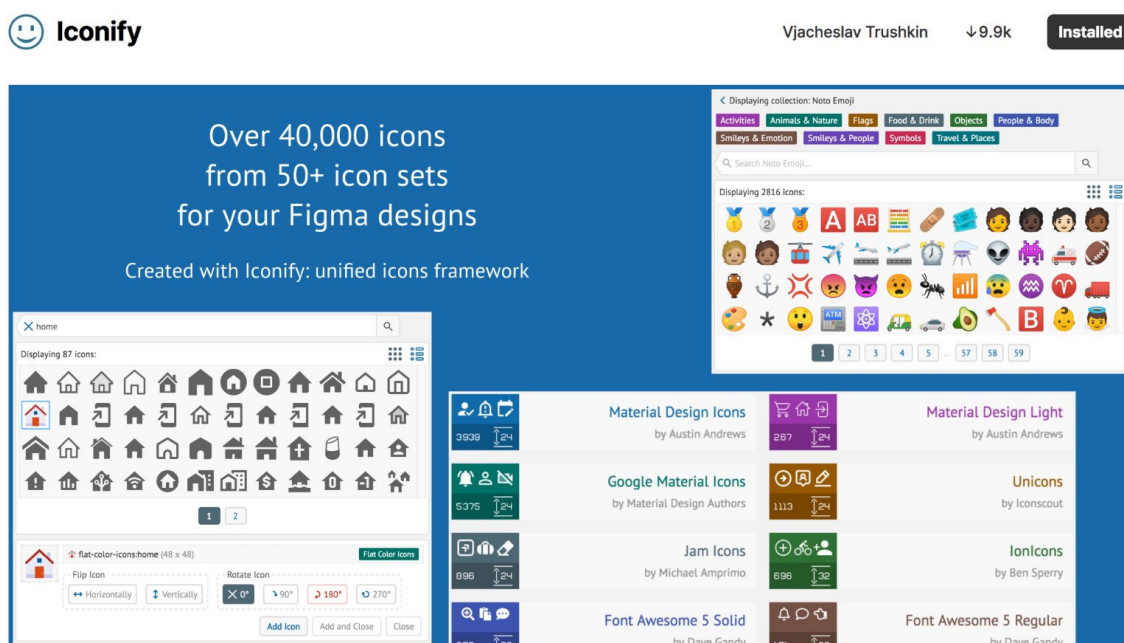 Iconify
Vjacheslav Trushkin
9.9k
Installed
Over 40,000 icons
from 50+ icon sets
for your Figma designs
Created with Iconify: unified icons framework
Displaying collection: Noto Emoji
Activities Animals & Nature Flags Food & Drink Objects People & Body
Smileys & Emotion Smileys & People Symbols Travel & Places
Search Noto Emoji...
Displaying 2816 icons:
1 2 3 4 5 ... 57 58 59
home
Displaying 87 icons:
1 2
flat-color-icons:home (48 x 48)
Flat Color Icons
Flip Icon
Rotate Icon
Horizontally Vertically
0° 90° 180° 270°
Add Icon Add and Close Close
Material Design Icons
by Austin Andrews
3939 24
Material Design Light
by Austin Andrews
267 24
Google Material Icons
by Material Design Authors
5375 24
Unicons
by Iconscout
1113 24
Jam Icons
by Michael Amprimo
896 24
IonIcons
by Ben Sperry
696 32
Font Awesome 5 Solid
by Dave Gandy
Font Awesome 5 Regular
by Dave Gandy